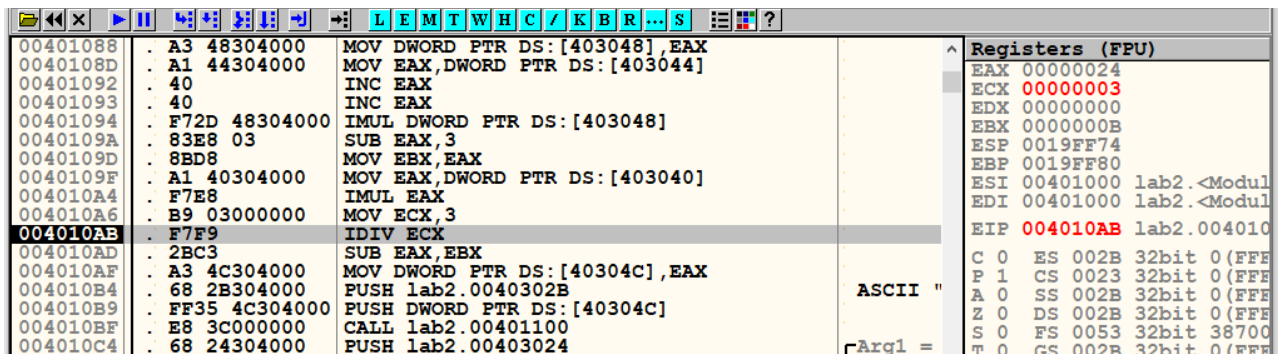 L E M T W H C / K B R ... S ?
00401088 . A3 48304000 MOV DWORD PTR DS:[403048],EAX
0040108D . A1 44304000 MOV EAX,DWORD PTR DS:[403044]
00401092 . 40 INC EAX
00401093 . 40 INC EAX
00401094 . F72D 48304000 IMUL DWORD PTR DS:[403048]
0040109A . 83E8 03 SUB EAX,3
0040109D . 8BD8 MOV EBX,EAX
0040109F . A1 40304000 MOV EAX,DWORD PTR DS:[403040]
004010A4 . F7E8 IMUL EAX
004010A6 . B9 03000000 MOV ECX,3
004010AB . F7F9 IDIV ECX
004010AD . 2BC3 SUB EAX,EBX
004010AF . A3 4C304000 MOV DWORD PTR DS:[40304C],EAX
004010B4 . 68 2B304000 PUSH lab2.0040302B ASCII "
004010B9 . FF35 4C304000 PUSH DWORD PTR DS:[40304C]
004010BF . E8 3C000000 CALL lab2.00401100
004010C4 . 68 24304000 PUSH lab2.00403024 Arg1 =
Registers (FPU)
EAX 00000024
ECX 00000003
EDX 00000000
EBX 0000000B
ESP 0019FF74
EBP 0019FF80
ESI 00401000 lab2.<Modul
EDI 00401000 lab2.<Modul
EIP 004010AB lab2.004010
C 0 ES 002B 32bit 0(FFF
P 1 CS 0023 32bit 0(FFF
A 0 SS 002B 32bit 0(FFF
Z 0 DS 002B 32bit 0(FFF
S 0 FS 0053 32bit 38700
T 0 GS 002B 32bit 0(FFF